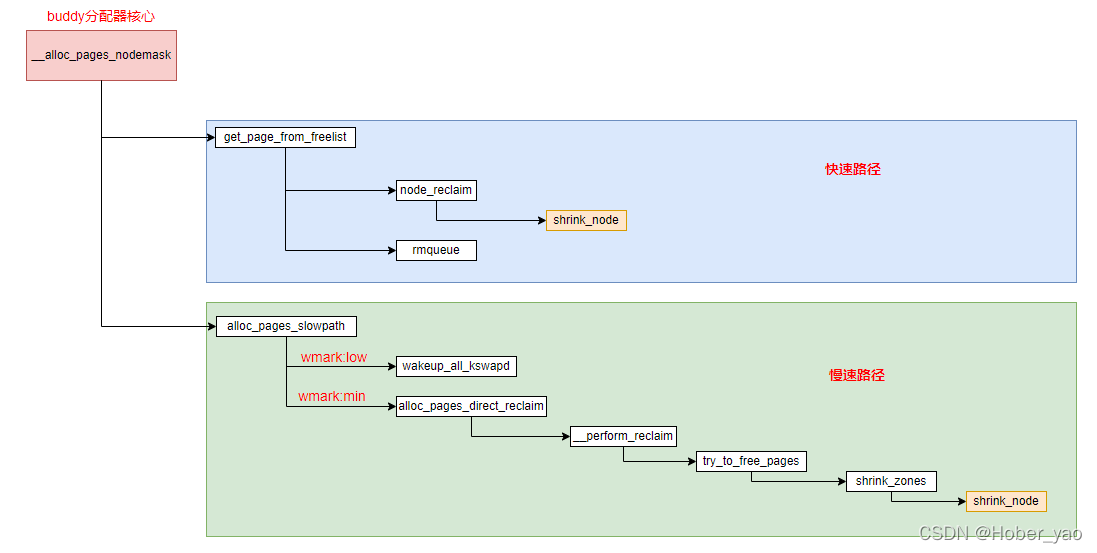 buddy分配器核心
__alloc_pages_nodemask
get_page_from_freelist
快速路径
node_reclaim
shrink_node
rmqueue
alloc_pages_slowpath
wmark:low
wakeup_all_kswapd
慢速路径
wmark:min
alloc_pages_direct_reclaim
__perform_reclaim
try_to_free_pages
shrink_zones
shrink_node
CSDN @Hober_yao